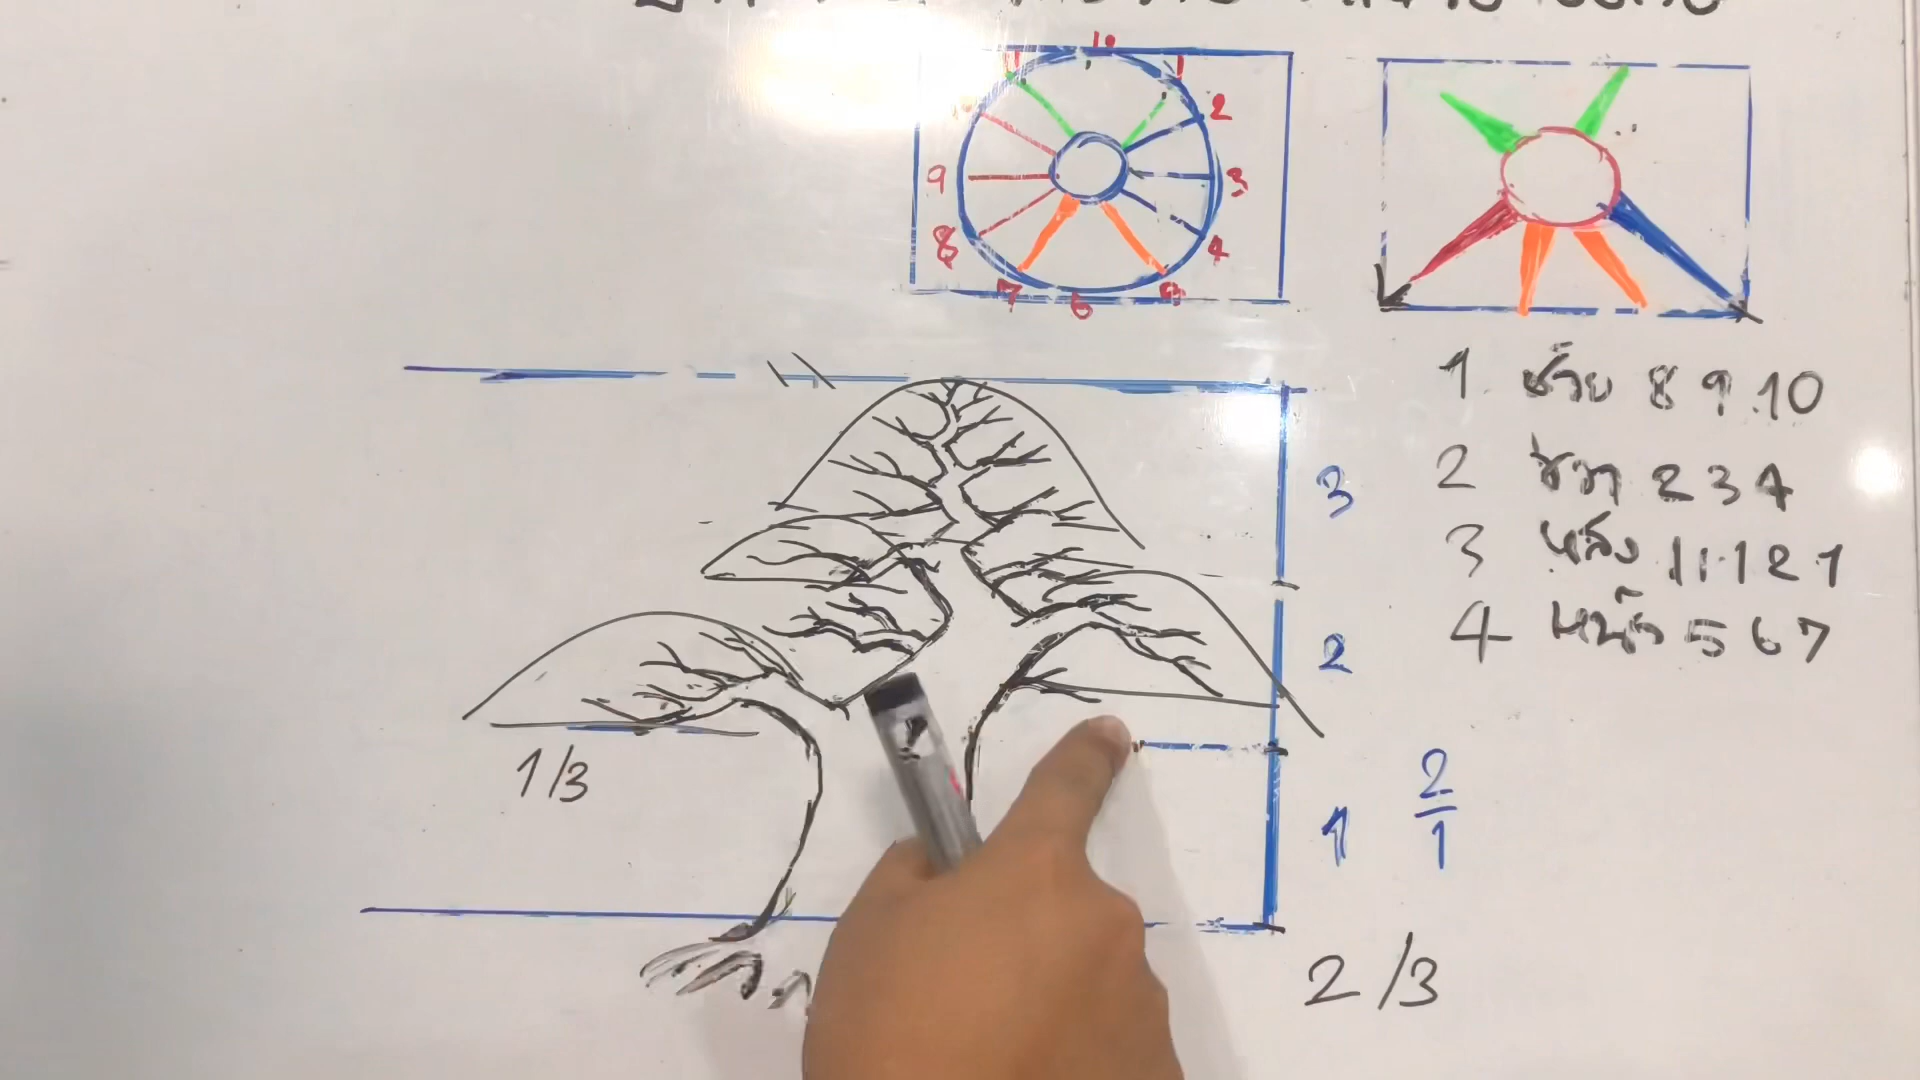 11 1
2
9 3
8 4
7 6
1 ซ้าย 8 9 10
3 2 ขวา 2 3 4
3 หลัง 11 12 1
2 4 หน้า 5 6 7
1/3 1 2/1
2/3